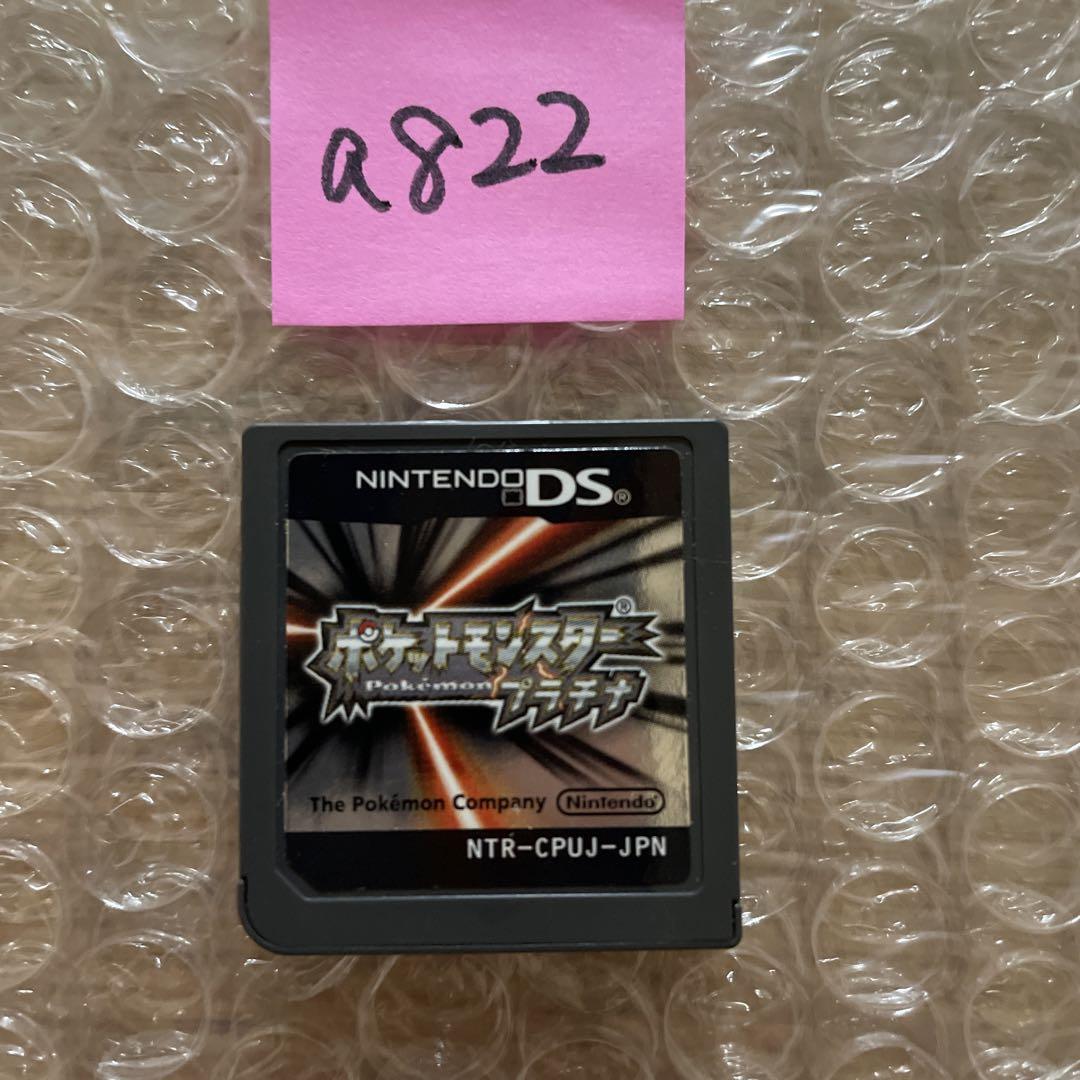 a822
NINTENDO DS®
ポケットモンスター®
Pokémon プラチナ
The Pokémon Company Nintendo®
NTR-CPUJ-JPN